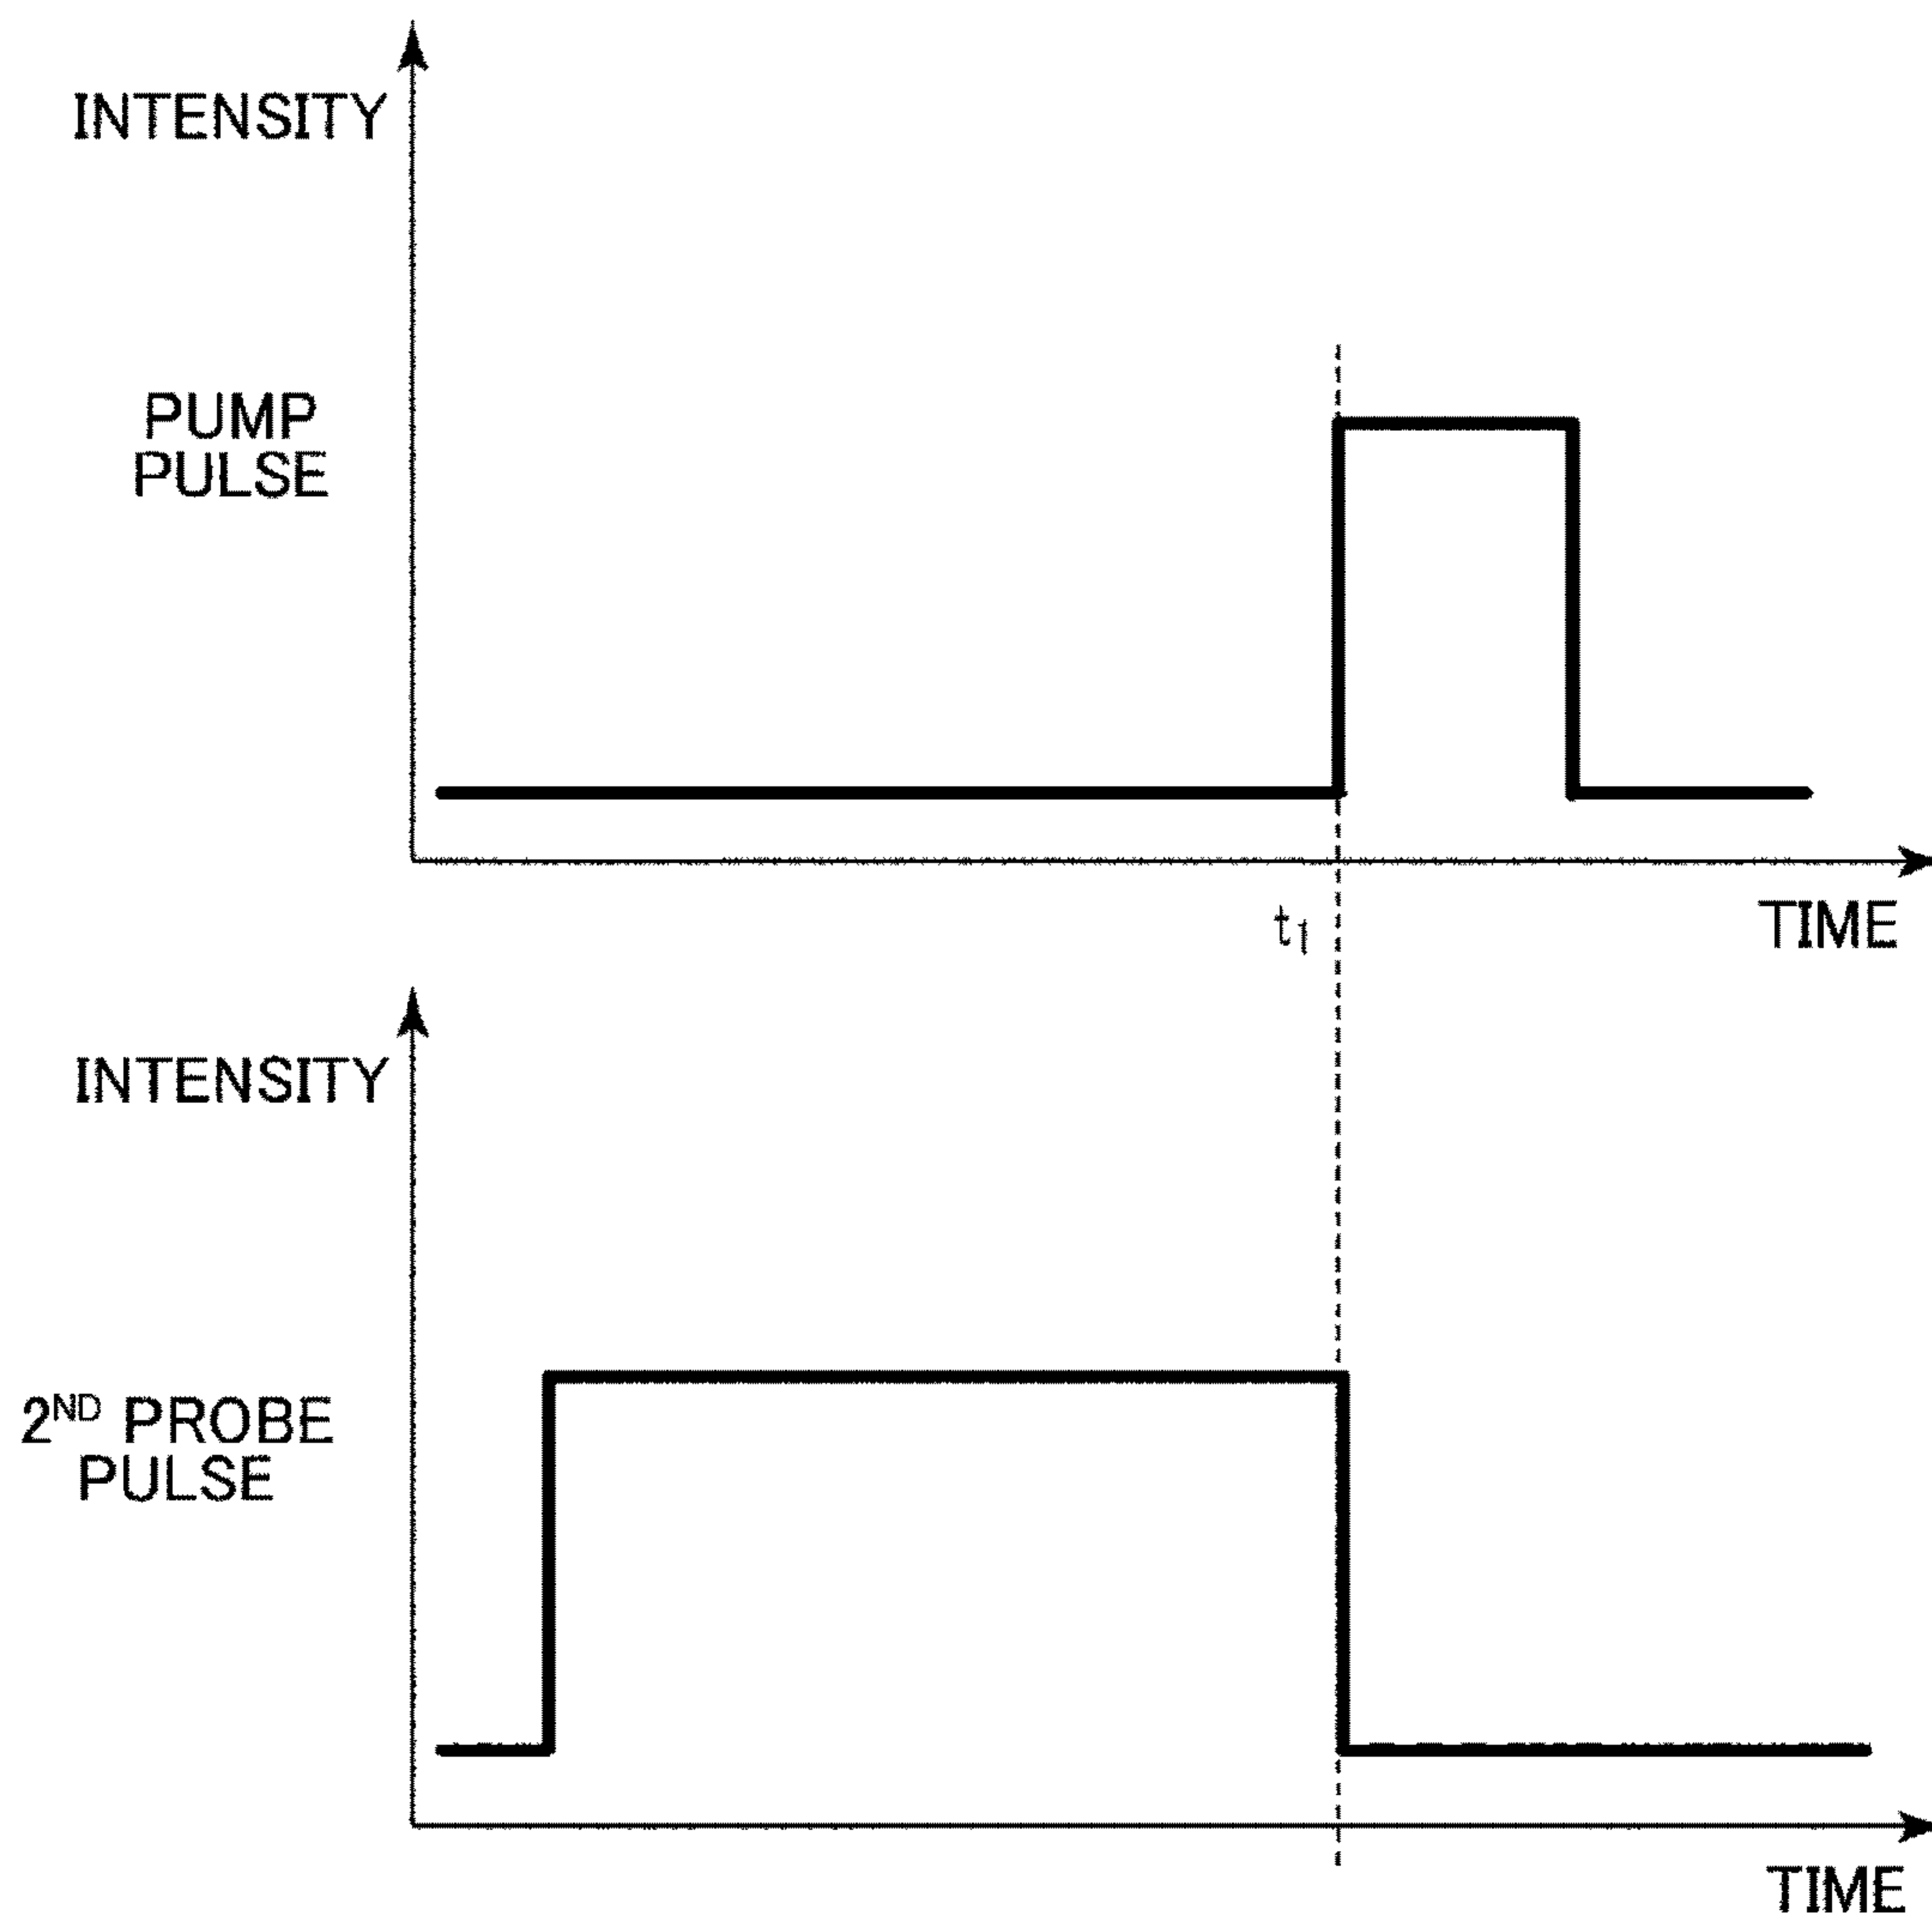 INTENSITY
PUMP
PULSE
t₁
TIME
INTENSITY
2ᴺᴰ PROBE
PULSE
TIME